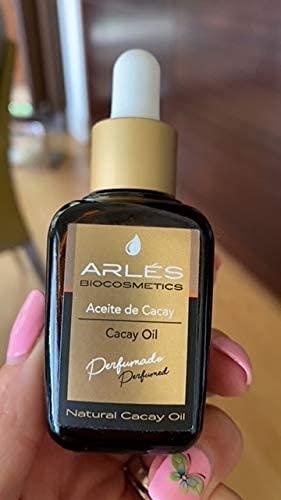 ARLÉS
BIOCOSMETICS
Aceite de Cacay
Cacay Oil
Perfumado
Perfumed
Natural Cacay Oil